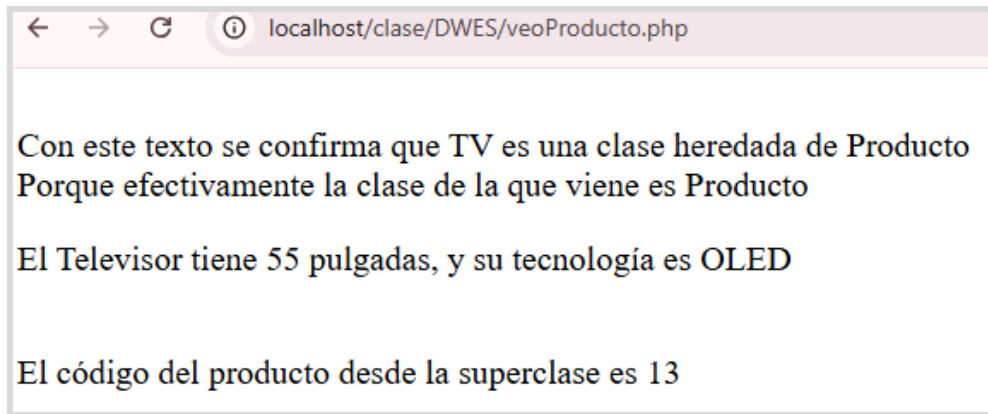 localhost/clase/DWES/veoProducto.php
Con este texto se confirma que TV es una clase heredada de Producto
Porque efectivamente la clase de la que viene es Producto
El Televisor tiene 55 pulgadas, y su tecnología es OLED
El código del producto desde la superclase es 13